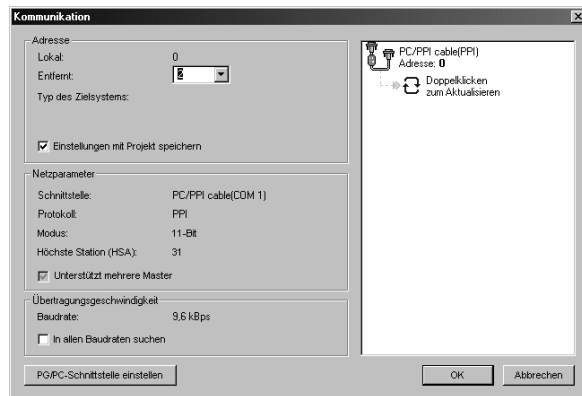 Kommunikation
Adresse
Lokal: 0
Entfernt: 2
Typ des Zielsystems:
Einstellungen mit Projekt speichern
Netzparameter
Schnittstelle: PC/PPI cable(COM 1)
Protokoll: PPI
Modus: 11-Bit
Höchste Station (HSA): 31
Unterstützt mehrere Master
Übertragungsgeschwindigkeit
Baudrate: 9,6 kBps
In allen Baudraten suchen
PG/PC-Schnittstelle einstellen
PC/PPI cable(PPI)
Adresse: 0
Doppelklicken
zum Aktualisieren
OK
Abbrechen